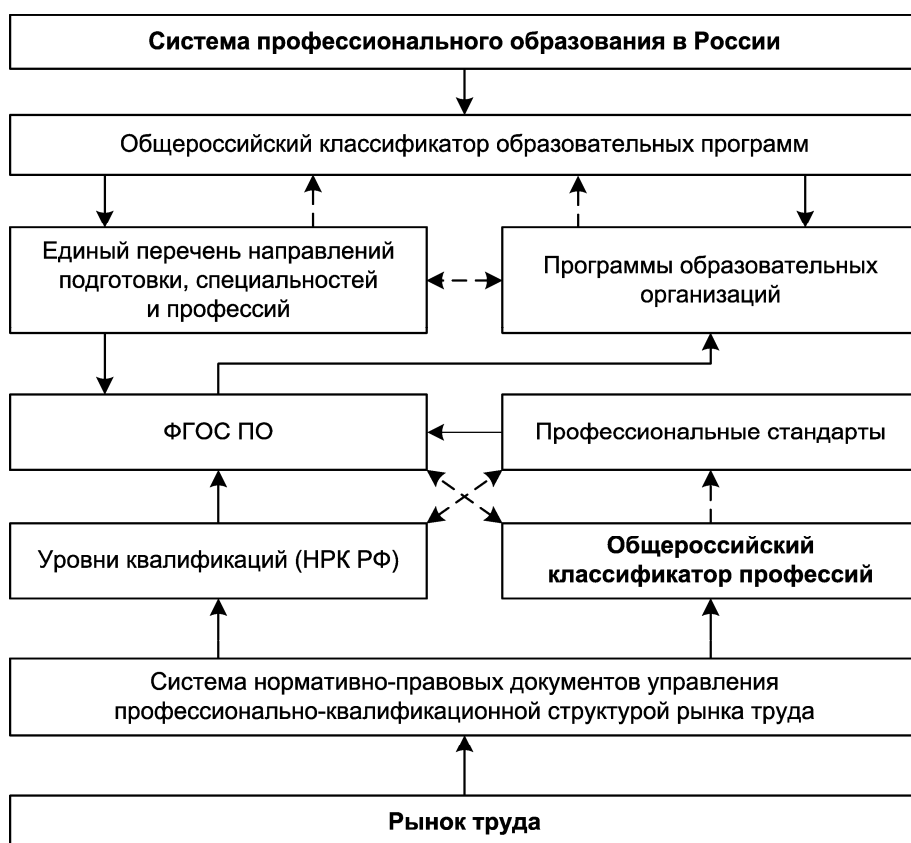 Система профессионального образования в России
Общероссийский классификатор образовательных программ
Единый перечень направлений
подготовки, специальностей
и профессий
Программы образовательных
организаций
ФГОС ПО
Профессиональные стандарты
Уровни квалификаций (НРК РФ)
Общероссийский
классификатор профессий
Система нормативно-правовых документов управления
профессионально-квалификационной структурой рынка труда
Рынок труда